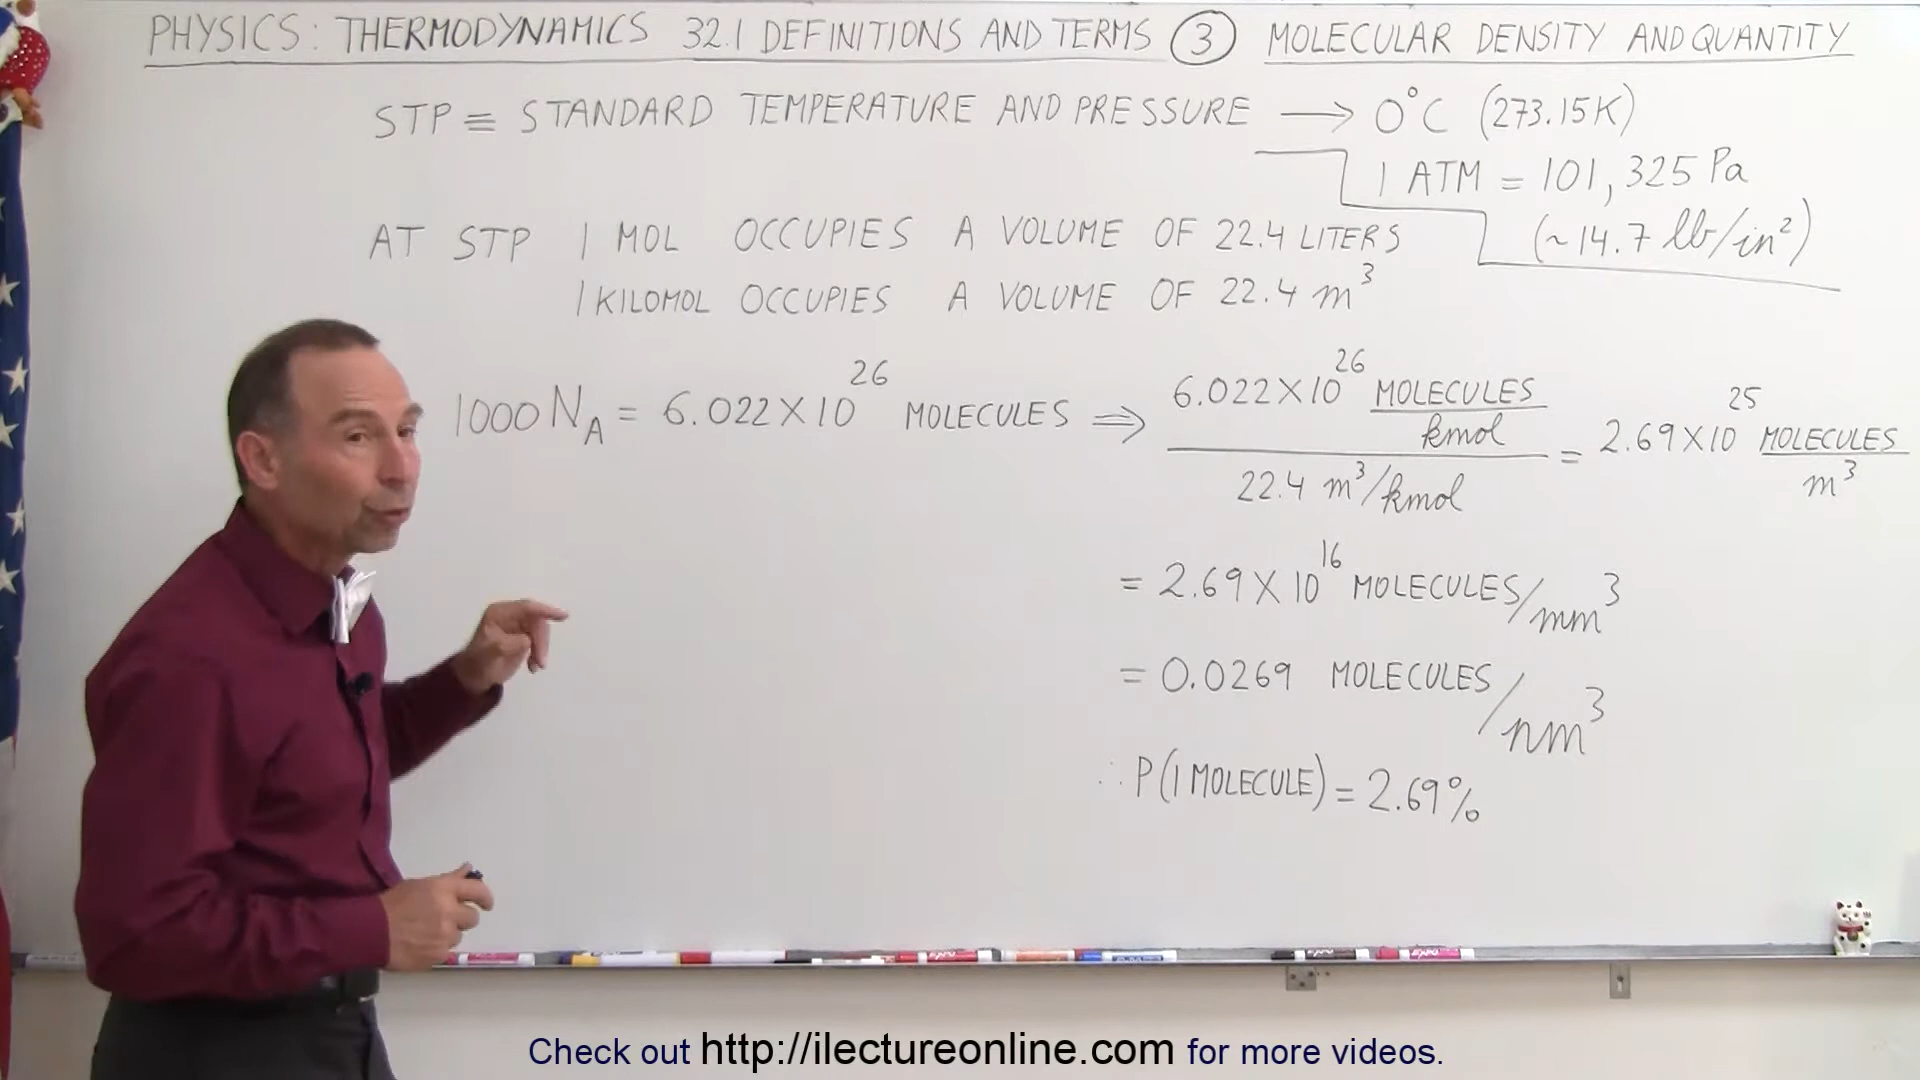 PHYSICS: THERMODYNAMICS 32.1 DEFINITIONS AND TERMS ③ MOLECULAR DENSITY AND QUANTITY
STP ≡ STANDARD TEMPERATURE AND PRESSURE → 0°C (273.15K)
1 ATM = 101,325 Pa
(~14.7 lb/in²)
AT STP 1 MOL OCCUPIES A VOLUME OF 22.4 LITERS
1 KILOMOL OCCUPIES A VOLUME OF 22.4 m³
1000 N_A = 6.022 X 10^26 MOLECULES ⇒ (6.022 X 10^26 MOLECULES/kmol) / (22.4 m³/kmol) = 2.69 X 10^25 MOLECULES/m³
= 2.69 X 10^16 MOLECULES/mm³
= 0.0269 MOLECULES/nm³
∴ P(1 MOLECULE) = 2.69%
Check out http://ilectureonline.com for more videos.